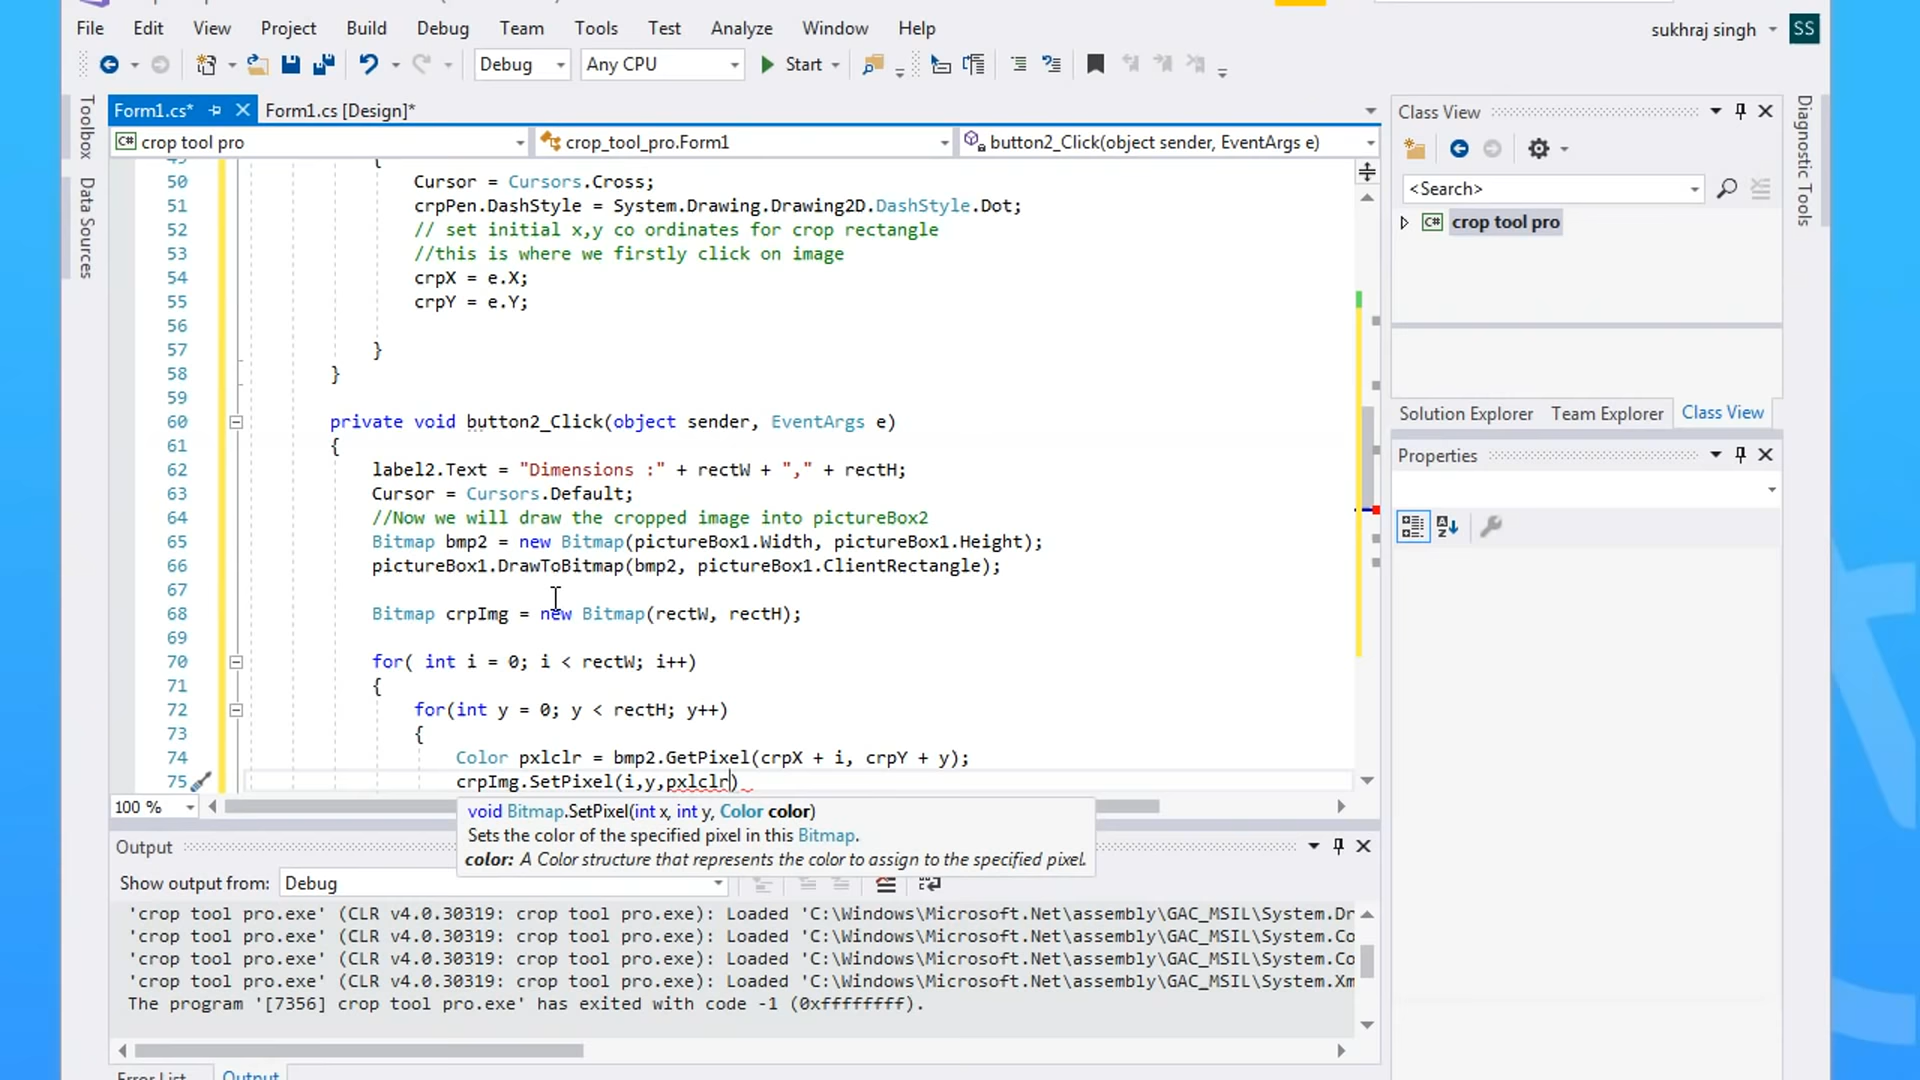 File Edit View Project Build Debug Team Tools Test Analyze Window Help
sukhraj singh SS
Debug Any CPU Start
Toolbox
Data Sources
Form1.cs* Form1.cs [Design]*
C# crop tool pro crop_tool_pro.Form1 button2_Click(object sender, EventArgs e)
{
50 Cursor = Cursors.Cross;
51 crpPen.DashStyle = System.Drawing.Drawing2D.DashStyle.Dot;
52 // set initial x,y co ordinates for crop rectangle
53 //this is where we firstly click on image
54 crpX = e.X;
55 crpY = e.Y;
56
57 }
58 }
59
60 private void button2_Click(object sender, EventArgs e)
61 {
62 label2.Text = "Dimensions :" + rectW + "," + rectH;
63 Cursor = Cursors.Default;
64 //Now we will draw the cropped image into pictureBox2
65 Bitmap bmp2 = new Bitmap(pictureBox1.Width, pictureBox1.Height);
66 pictureBox1.DrawToBitmap(bmp2, pictureBox1.ClientRectangle);
67
68 Bitmap crpImg = new Bitmap(rectW, rectH);
69
70 for( int i = 0; i < rectW; i++)
71 {
72 for(int y = 0; y < rectH; y++)
73 {
74 Color pxlclr = bmp2.GetPixel(crpX + i, crpY + y);
75 crpImg.SetPixel(i,y,pxlclr)
100 %
void Bitmap.SetPixel(int x, int y, Color color)
Sets the color of the specified pixel in this Bitmap.
color: A Color structure that represents the color to assign to the specified pixel.
Output
Show output from: Debug
'crop tool pro.exe' (CLR v4.0.30319: crop tool pro.exe): Loaded 'C:\Windows\Microsoft.Net\assembly\GAC_MSIL\System.Dr
'crop tool pro.exe' (CLR v4.0.30319: crop tool pro.exe): Loaded 'C:\Windows\Microsoft.Net\assembly\GAC_MSIL\System.Co
'crop tool pro.exe' (CLR v4.0.30319: crop tool pro.exe): Loaded 'C:\Windows\Microsoft.Net\assembly\GAC_MSIL\System.Co
'crop tool pro.exe' (CLR v4.0.30319: crop tool pro.exe): Loaded 'C:\Windows\Microsoft.Net\assembly\GAC_MSIL\System.Xm
The program '[7356] crop tool pro.exe' has exited with code -1 (0xffffffff).
Error List Output
Class View
<Search>
C# crop tool pro
Solution Explorer Team Explorer Class View
Properties
Diagnostic Tools